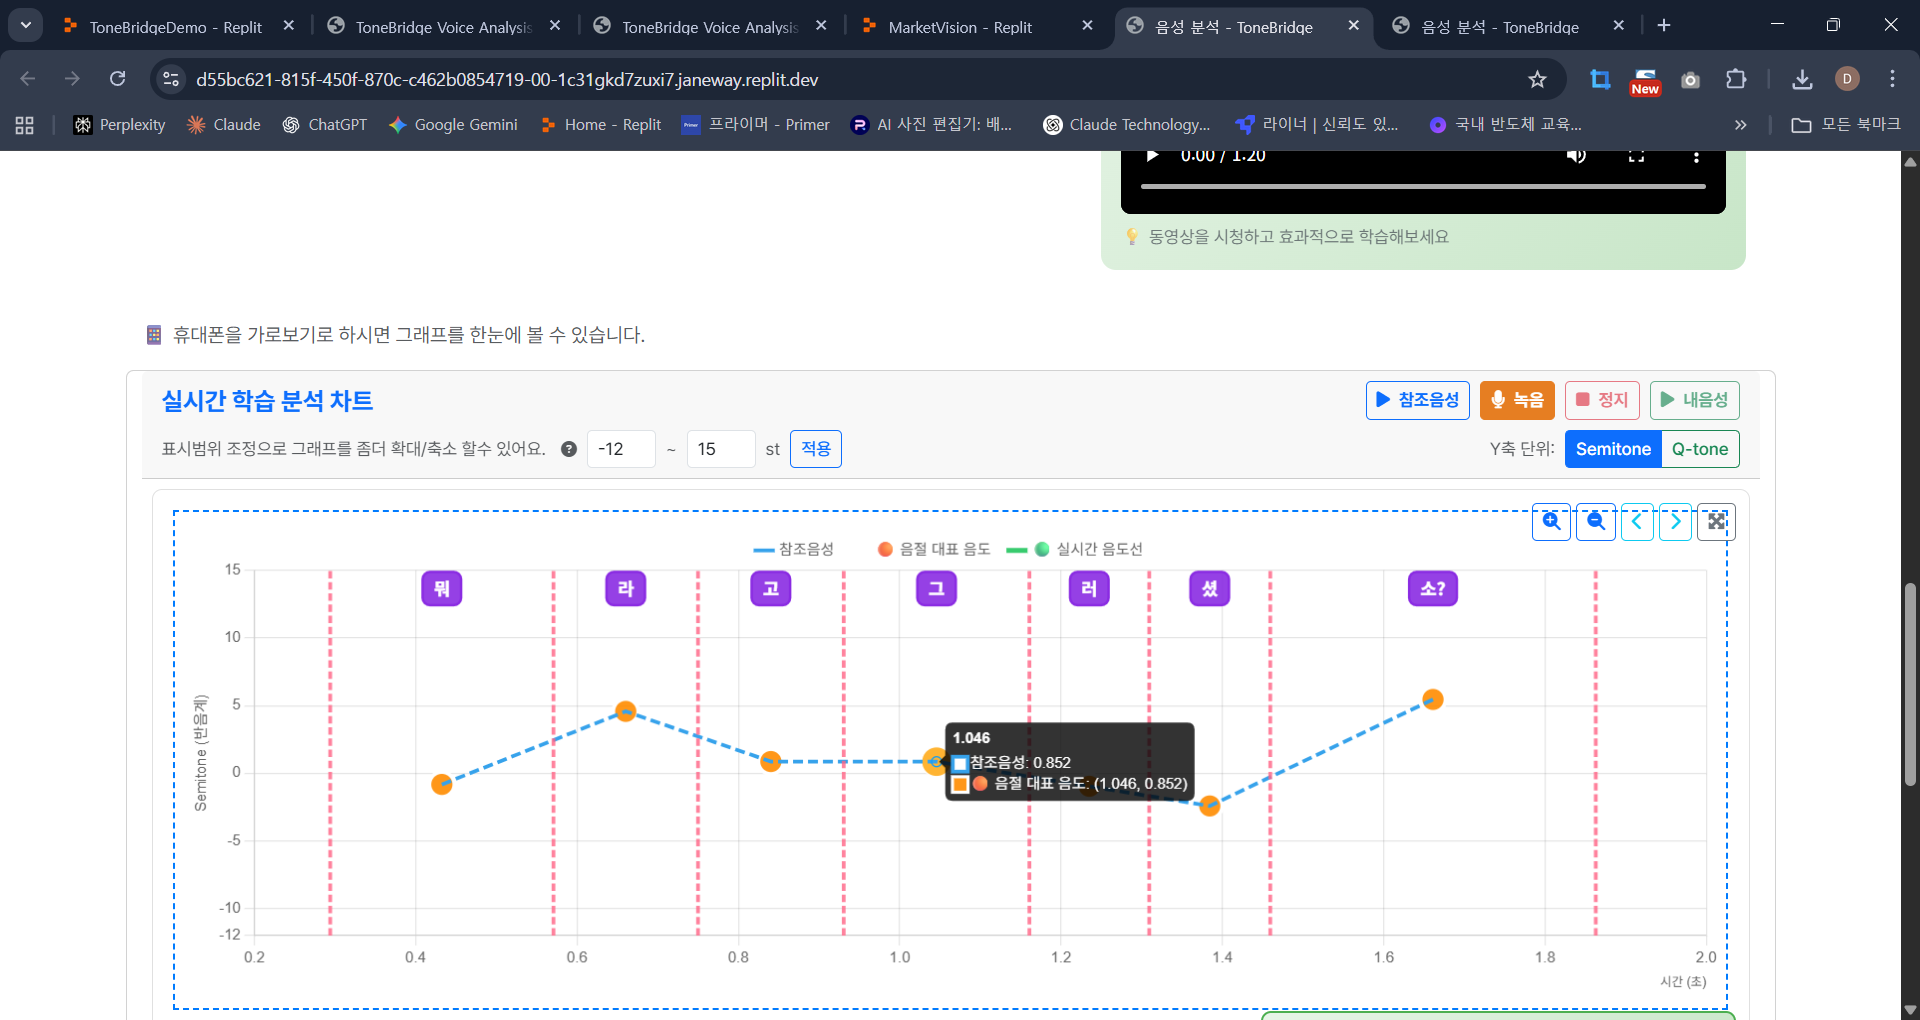 ToneBridgeDemo - Replit
ToneBridge Voice Analysis
ToneBridge Voice Analysis
MarketVision - Replit
음성 분석 - ToneBridge
음성 분석 - ToneBridge
d55bc621-815f-450f-870c-c462b0854719-00-1c31gkd7zuxi7.janeway.replit.dev
New
D
Perplexity
Claude
ChatGPT
Google Gemini
Home - Replit
Primer
프라이머 - Primer
AI 사진 편집기: 배...
Claude Technology...
라이너 | 신뢰도 있...
국내 반도체 교육...
»
모든 북마크
0:00 / 1:20
동영상을 시청하고 효과적으로 학습해보세요
휴대폰을 가로보기로 하시면 그래프를 한눈에 볼 수 있습니다.
실시간 학습 분석 차트
참조음성
녹음
정지
내음성
표시범위 조정으로 그래프를 좀더 확대/축소 할수 있어요. ? -12 ~ 15 st 적용
Y축 단위: Semitone Q-tone
참조음성 음절 대표 음도 실시간 음도선
뭐 라 고 그 러 셨 소?
15
10
5
0
-5
-10
-12
Semitone (반음계)
1.046
참조음성: 0.852
음절 대표 음도: (1.046, 0.852)
0.2 0.4 0.6 0.8 1.0 1.2 1.4 1.6 1.8 2.0
시간 (초)